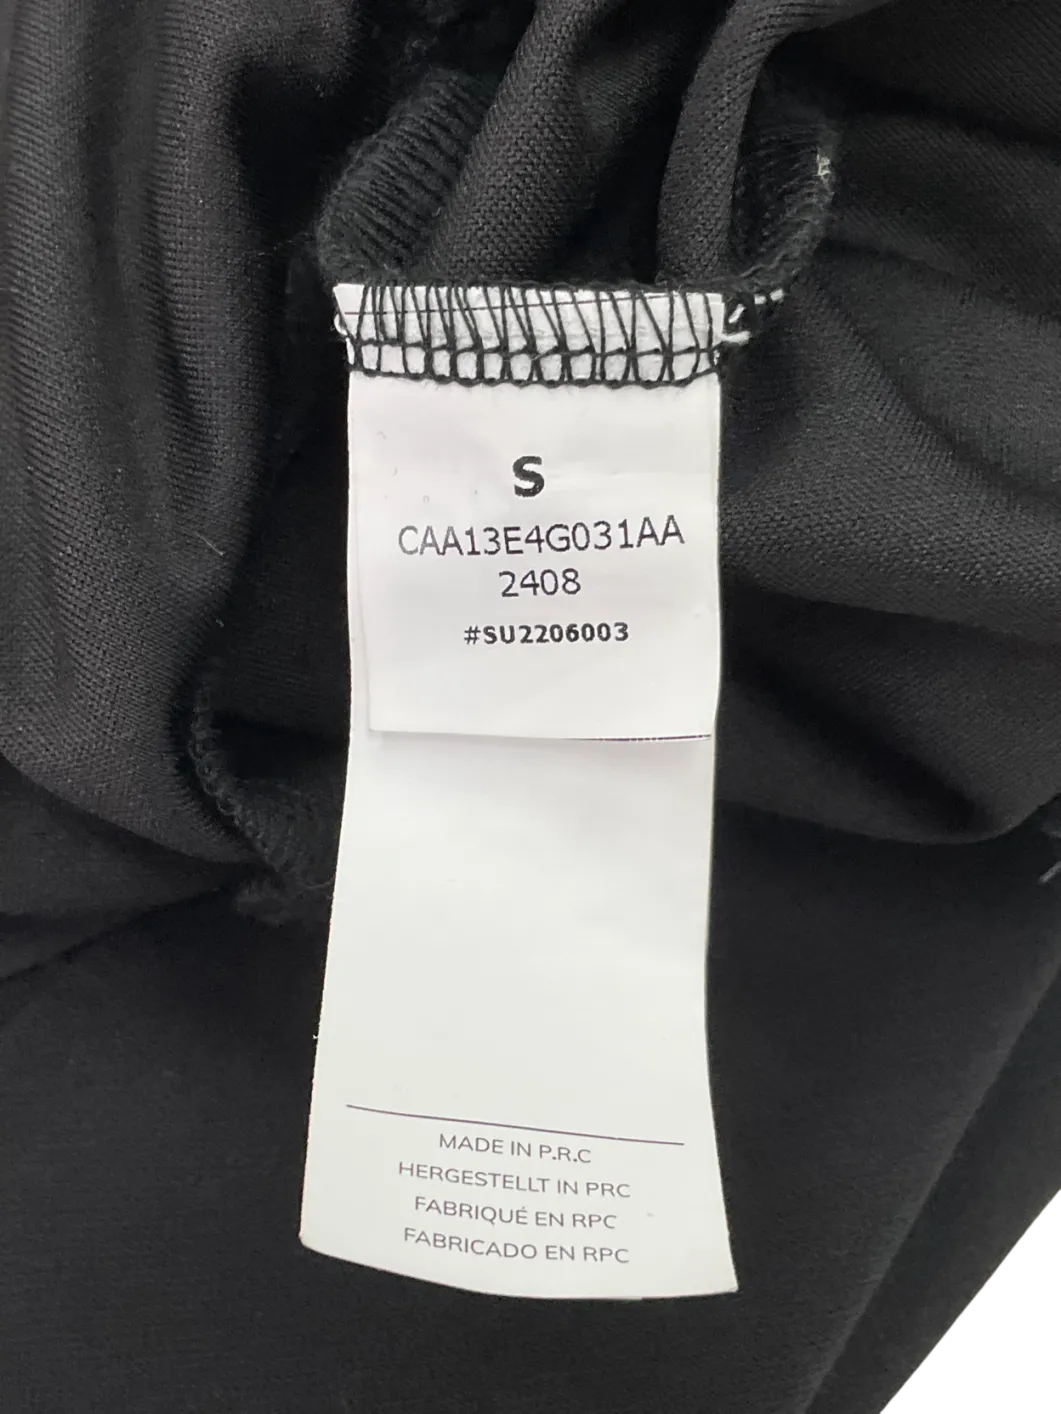 S
CAA13E4G031AA
2408
#SU2206003
MADE IN P.R.C
HERGESTELLT IN PRC
FABRIQUÉ EN RPC
FABRICADO EN RPC